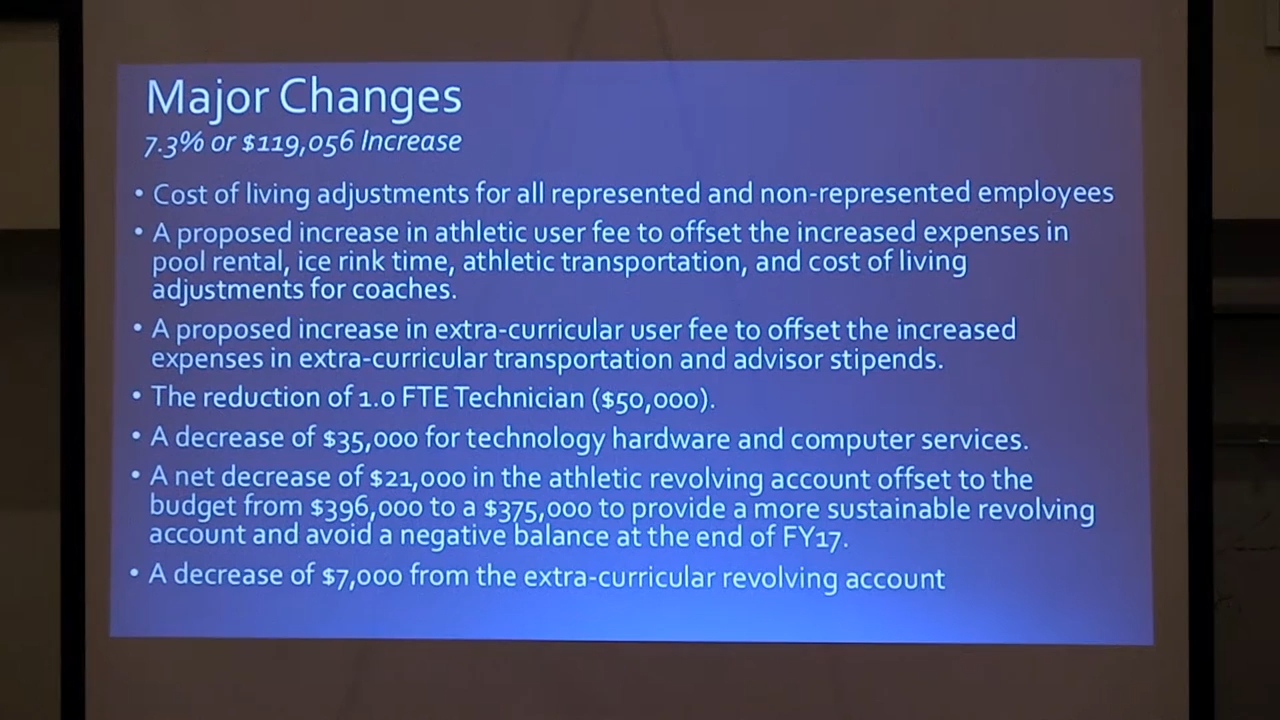 Major Changes
7.3% or $119,056 Increase
• Cost of living adjustments for all represented and non-represented employees
• A proposed increase in athletic user fee to offset the increased expenses in
pool rental, ice rink time, athletic transportation, and cost of living
adjustments for coaches.
• A proposed increase in extra-curricular user fee to offset the increased
expenses in extra-curricular transportation and advisor stipends.
• The reduction of 1.0 FTE Technician ($50,000).
• A decrease of $35,000 for technology hardware and computer services.
• A net decrease of $21,000 in the athletic revolving account offset to the
budget from $396,000 to a $375,000 to provide a more sustainable revolving
account and avoid a negative balance at the end of FY17.
• A decrease of $7,000 from the extra-curricular revolving account